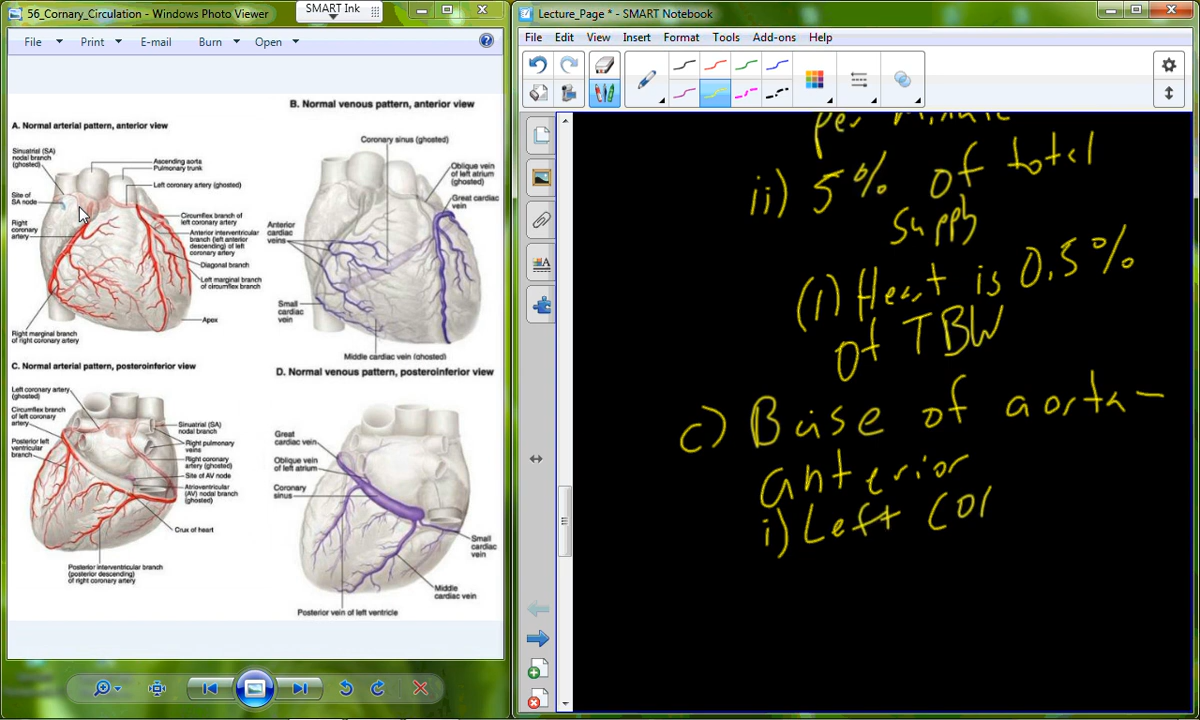 56_Cornary_Circulation - Windows Photo Viewer
SMART Ink
File
Print
E-mail
Burn
Open
B. Normal venous pattern, anterior view
A. Normal arterial pattern, anterior view
Sinuatrial (SA)
nodal branch
(ghosted)
Ascending aorta
Pulmonary trunk
Left coronary artery (ghosted)
Site of
SA node
Right
coronary
artery
Circumflex branch of
left coronary artery
Anterior interventricular
branch (left anterior
descending) of left
coronary artery
Diagonal branch
Left marginal branch
of circumflex branch
Apex
Right marginal branch
of right coronary artery
Coronary sinus (ghosted)
Oblique vein
of left atrium
(ghosted)
Great cardiac
vein
Anterior
cardiac
veins
Small
cardiac
vein
Middle cardiac vein (ghosted)
C. Normal arterial pattern, posteroinferior view
D. Normal venous pattern, posteroinferior view
Left coronary artery
(ghosted)
Circumflex branch
of left coronary
artery
Posterior left
ventricular
branch
Sinuatrial (SA)
nodal branch
Right pulmonary
veins
Right coronary
artery (ghosted)
Site of AV node
Atrioventricular
(AV) nodal branch
(ghosted)
Crux of heart
Posterior interventricular branch
(posterior descending)
of right coronary artery
Great
cardiac vein
Oblique vein
of left atrium
Coronary
sinus
Small
cardiac
vein
Middle
cardiac vein
Posterior vein of left ventricle
Lecture_Page * - SMART Notebook
File Edit View Insert Format Tools Add-ons Help
per minute
ii) 5% of total
supply
(1) Heart is 0.5%
of TBW
c) Base of aorta -
anterior
i) Left cor